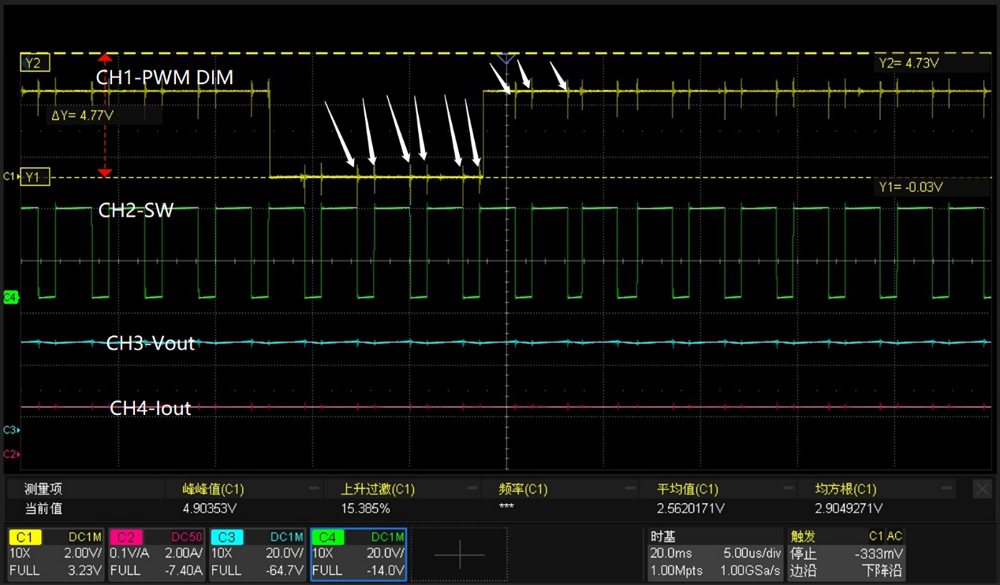 Y2
Y2= 4.73V
CH1-PWM DIM
ΔY= 4.77V
C1 Y1
Y1= -0.03V
CH2-SW
C4
CH3-Vout
CH4-Iout
C3
C2
测量项 峰峰值(C1) 上升过激(C1) 频率(C1) 平均值(C1) 均方根(C1)
当前值 4.90353V 15.385% *** 2.5620171V 2.9049271V
C1 DC1M C2 DC50 C3 DC1M C4 DC1M 时基 触发 C1 AC
10X 2.00V/ 0.1V/A 2.00A/ 10X 20.0V/ 10X 20.0V/ 20.0ms 5.00us/div 停止 -333mV
FULL 3.23V FULL -7.40A FULL -64.7V FULL -14.0V 1.00Mpts 1.00GSa/s 边沿 下降沿